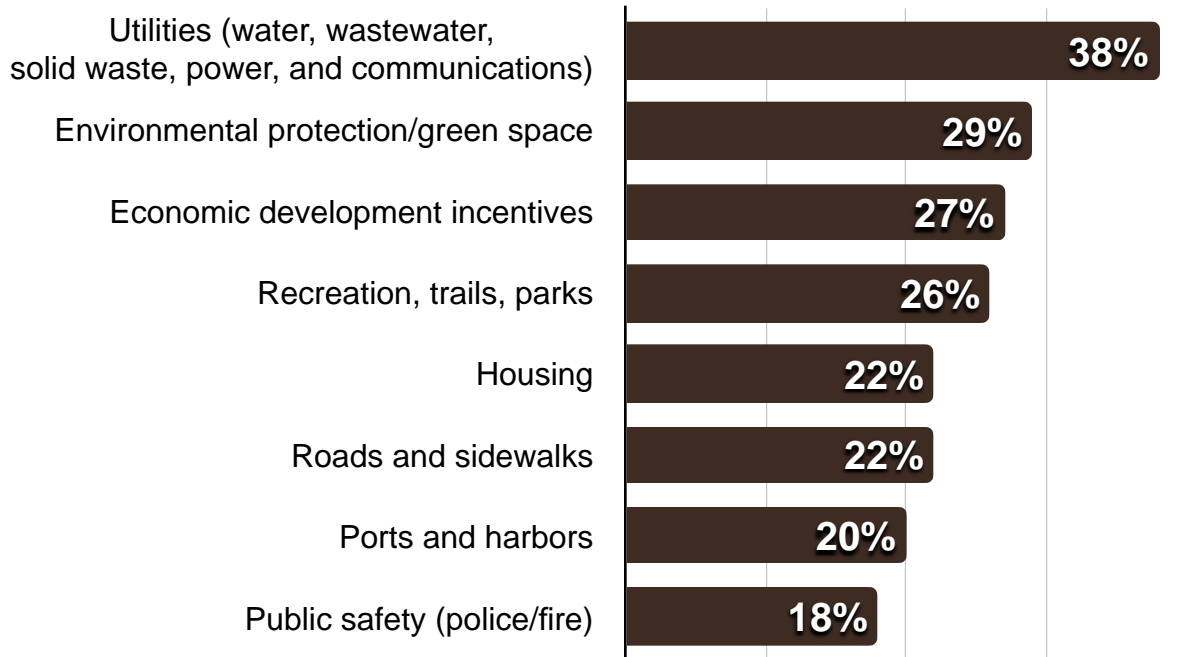 Utilities (water, wastewater,
solid waste, power, and communications)
38%
Environmental protection/green space
29%
Economic development incentives
27%
Recreation, trails, parks
26%
Housing
22%
Roads and sidewalks
22%
Ports and harbors
20%
Public safety (police/fire)
18%